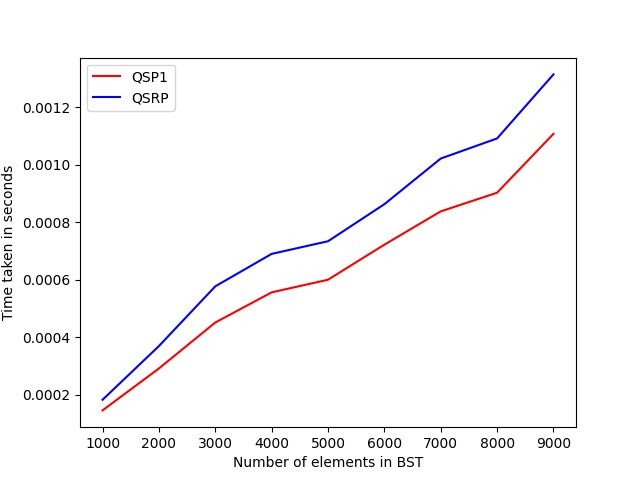 QSP1
QSRP
0.0012
0.0010
0.0008
0.0006
0.0004
0.0002
Time taken in seconds
1000 2000 3000 4000 5000 6000 7000 8000 9000
Number of elements in BST